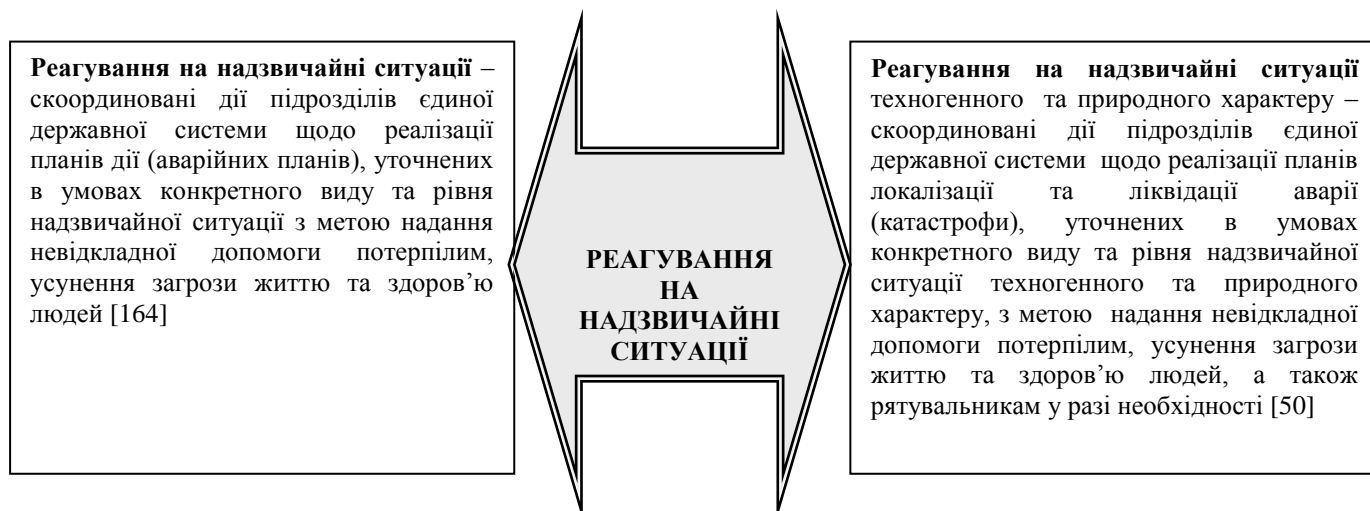 Реагування на надзвичайні ситуації –
скоординовані дії підрозділів єдиної
державної системи щодо реалізації
планів дії (аварійних планів), уточнених
в умовах конкретного виду та рівня
надзвичайної ситуації з метою надання
невідкладної допомоги потерпілим,
усунення загрози життю та здоров’ю
людей [164]
РЕАГУВАННЯ
НА
НАДЗВИЧАЙНІ
СИТУАЦІЇ
Реагування на надзвичайні ситуації
техногенного та природного характеру –
скоординовані дії підрозділів єдиної
державної системи щодо реалізації планів
локалізації та ліквідації аварії
(катастрофи), уточнених в умовах
конкретного виду та рівня надзвичайної
ситуації техногенного та природного
характеру, з метою надання невідкладної
допомоги потерпілим, усунення загрози
життю та здоров’ю людей, а також
рятувальникам у разі необхідності [50]